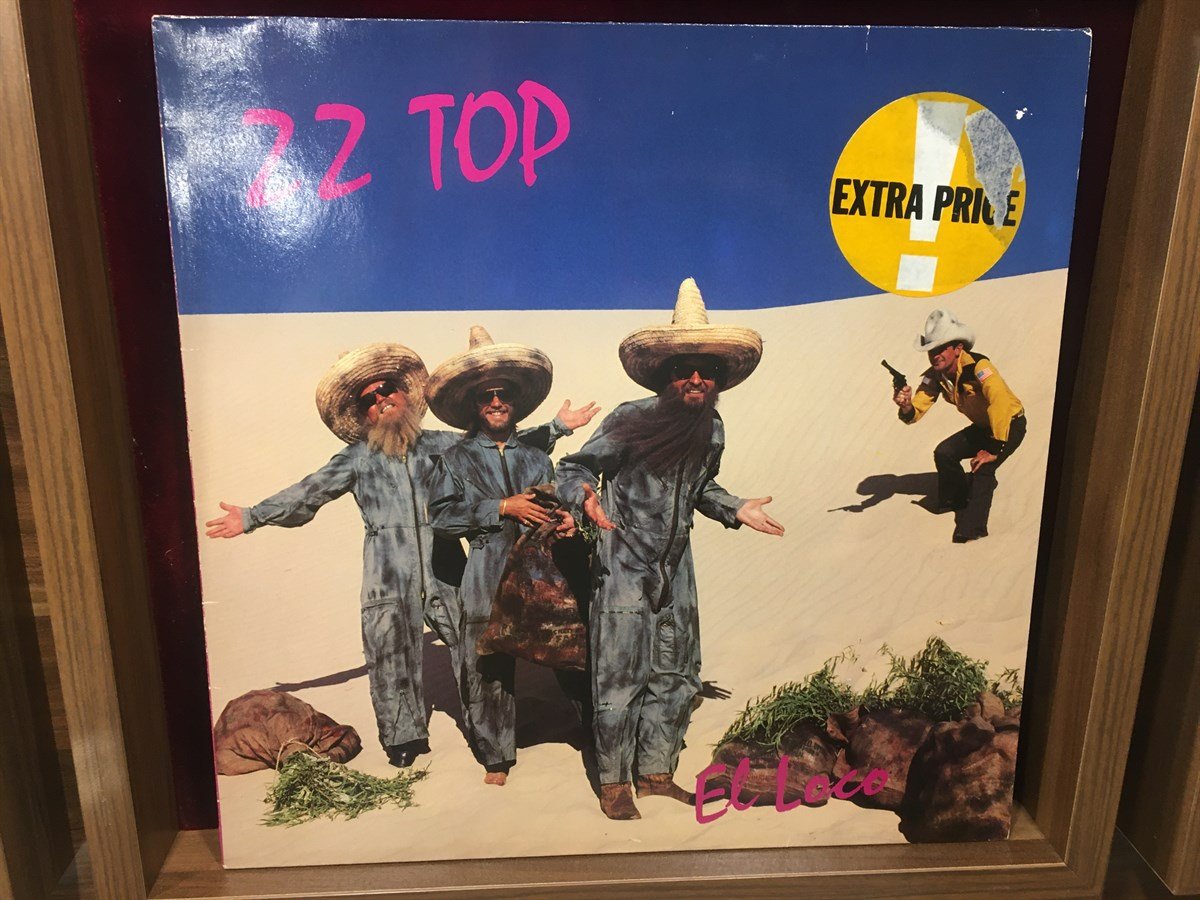 ZZ TOP
EXTRA PRICE
!
El Loco